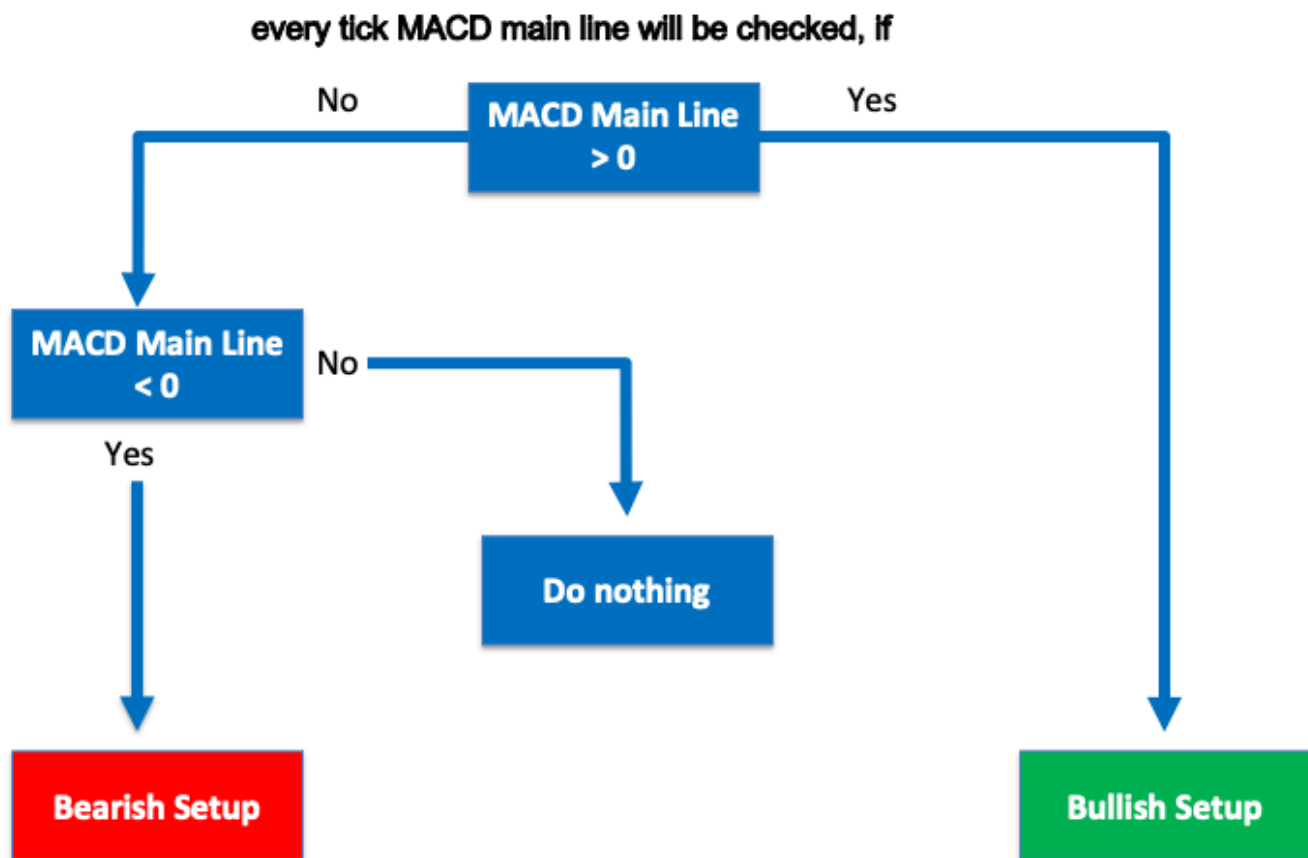 every tick MACD main line will be checked, if
No
MACD Main Line
> 0
Yes
MACD Main Line
< 0
No
Yes
Do nothing
Bearish Setup
Bullish Setup